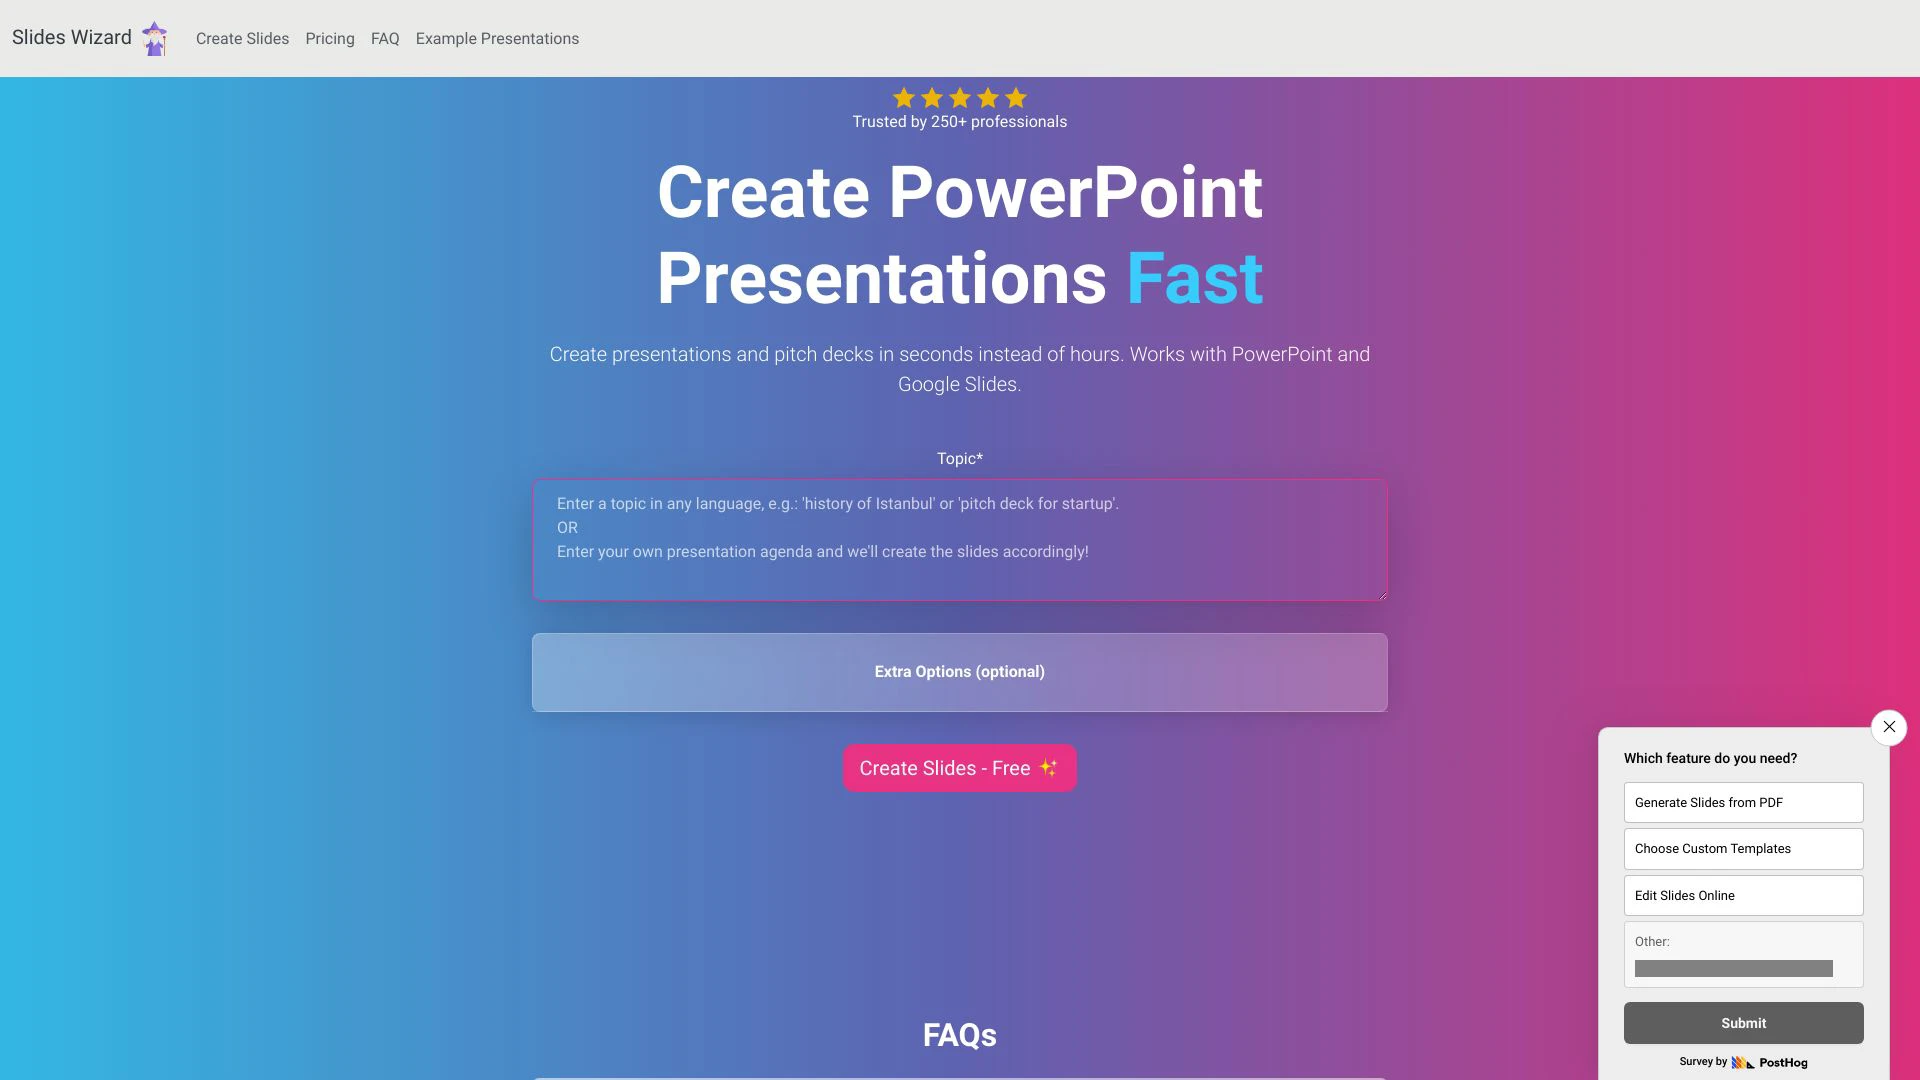 Slides Wizard
Create Slides
Pricing
FAQ
Example Presentations
Trusted by 250+ professionals
Create PowerPoint
Presentations Fast
Create presentations and pitch decks in seconds instead of hours. Works with PowerPoint and
Google Slides.
Topic*
Enter a topic in any language, e.g.: 'history of Istanbul' or 'pitch deck for startup'.
OR
Enter your own presentation agenda and we'll create the slides accordingly!
Extra Options (optional)
Create Slides - Free ✨
FAQs
Which feature do you need?
Generate Slides from PDF
Choose Custom Templates
Edit Slides Online
Other:
Submit
Survey by PostHog